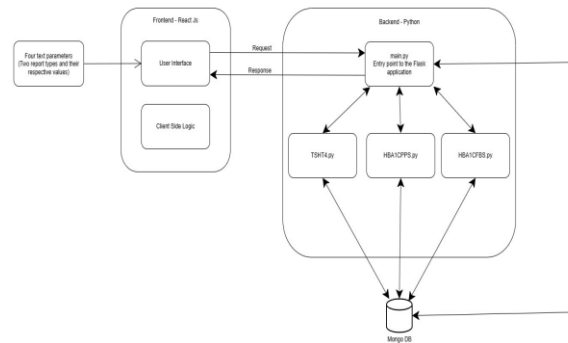 Frontend - React Js
Backend - Python
Four text parameters
(Two report types and their
respective values)
User Interface
Request
Response
main.py
Entry point to the Flask
application
Client Side Logic
TSHT4.py
HBA1CPPS.py
HBA1CFBS.py
Mongo DB